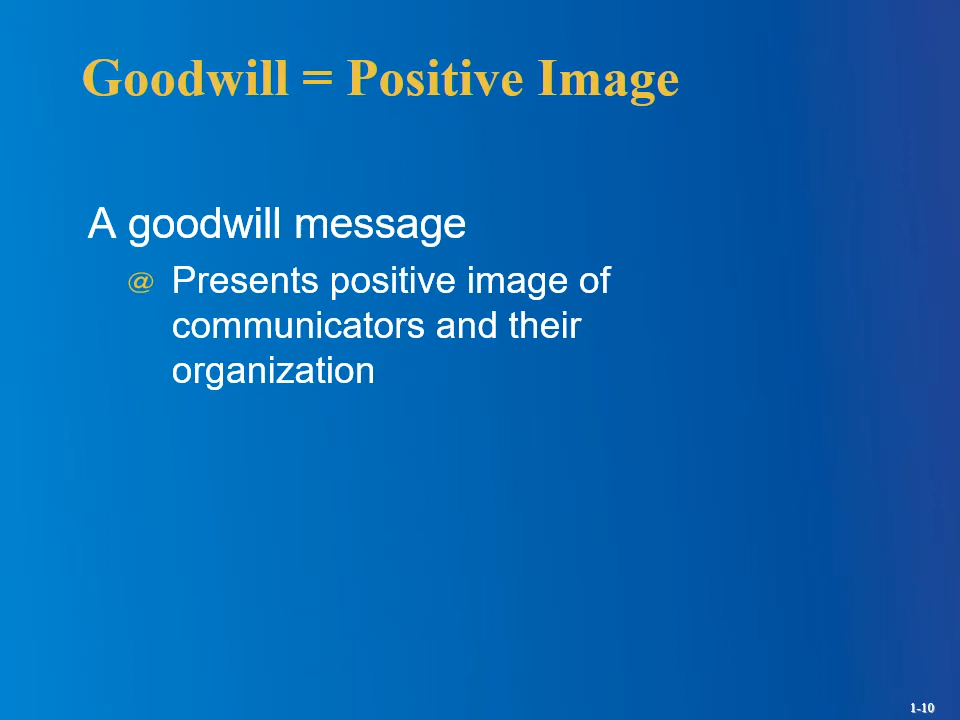 Goodwill = Positive Image
A goodwill message
@ Presents positive image of
communicators and their
organization
1-10